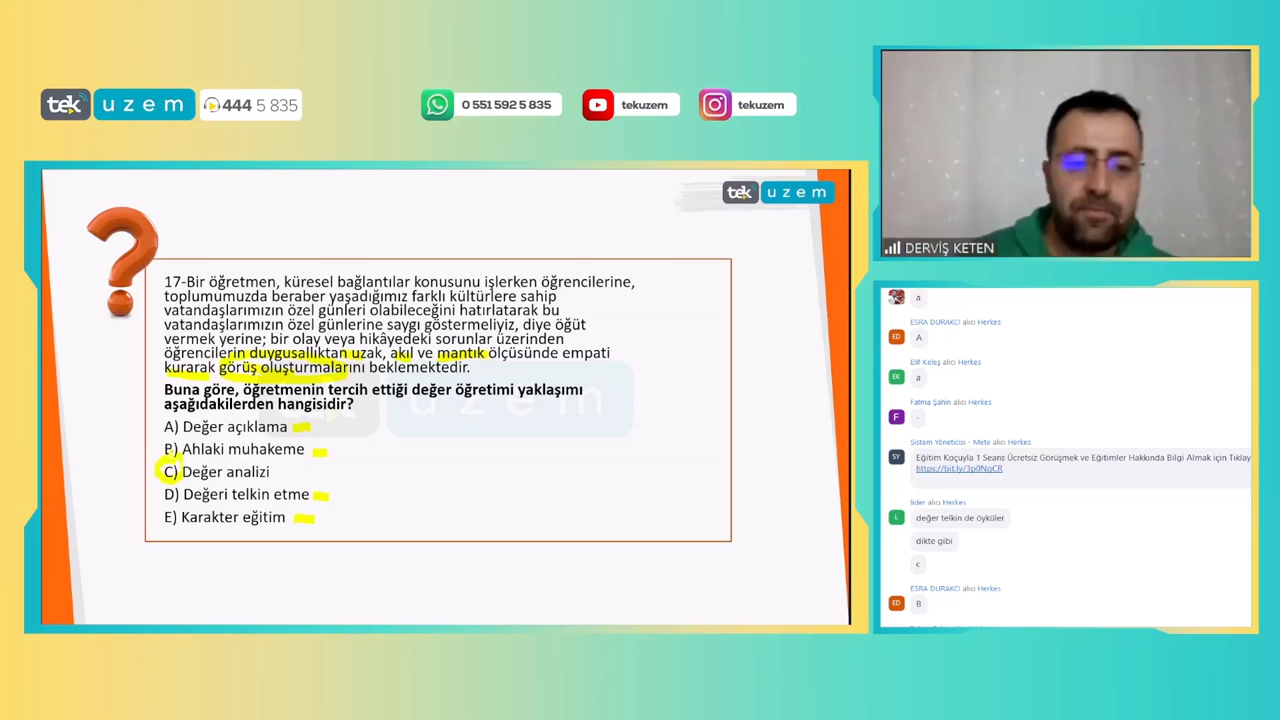 tek uzem 444 5 835
0 551 592 5 835
tekuzem
tekuzem
tek uzem
17-Bir öğretmen, küresel bağlantılar konusunu işlerken öğrencilerine,
toplumumuzda beraber yaşadığımız farklı kültürlere sahip
vatandaşlarımızın özel günleri olabileceğini hatırlatarak bu
vatandaşlarımızın özel günlerine saygı göstermeliyiz, diye öğüt
vermek yerine; bir olay veya hikâyedeki sorunlar üzerinden
öğrencilerin duygusallıktan uzak, akıl ve mantık ölçüsünde empati
kurarak görüş oluşturmalarını beklemektedir.
Buna göre, öğretmenin tercih ettiği değer öğretimi yaklaşımı
aşağıdakilerden hangisidir?
A) Değer açıklama
B) Ahlaki muhakeme
C) Değer analizi
D) Değeri telkin etme
E) Karakter eğitim
DERVİŞ KETEN
a
ESRA DURAKCI alıcı Herkes
ED A
Elif Keleş alıcı Herkes
EK a
Fatma Şahin alıcı Herkes
F -
Sistem Yöneticisi - Mete alıcı Herkes
SY Eğitim Koçuyla 1 Seans Ücretsiz Görüşmek ve Eğitimler Hakkında Bilgi Almak için Tıklay
https://bit.ly/3p0NqCR
lider alıcı Herkes
L değer telkin de öyküler
dikte gibi
c
ESRA DURAKCI alıcı Herkes
ED B